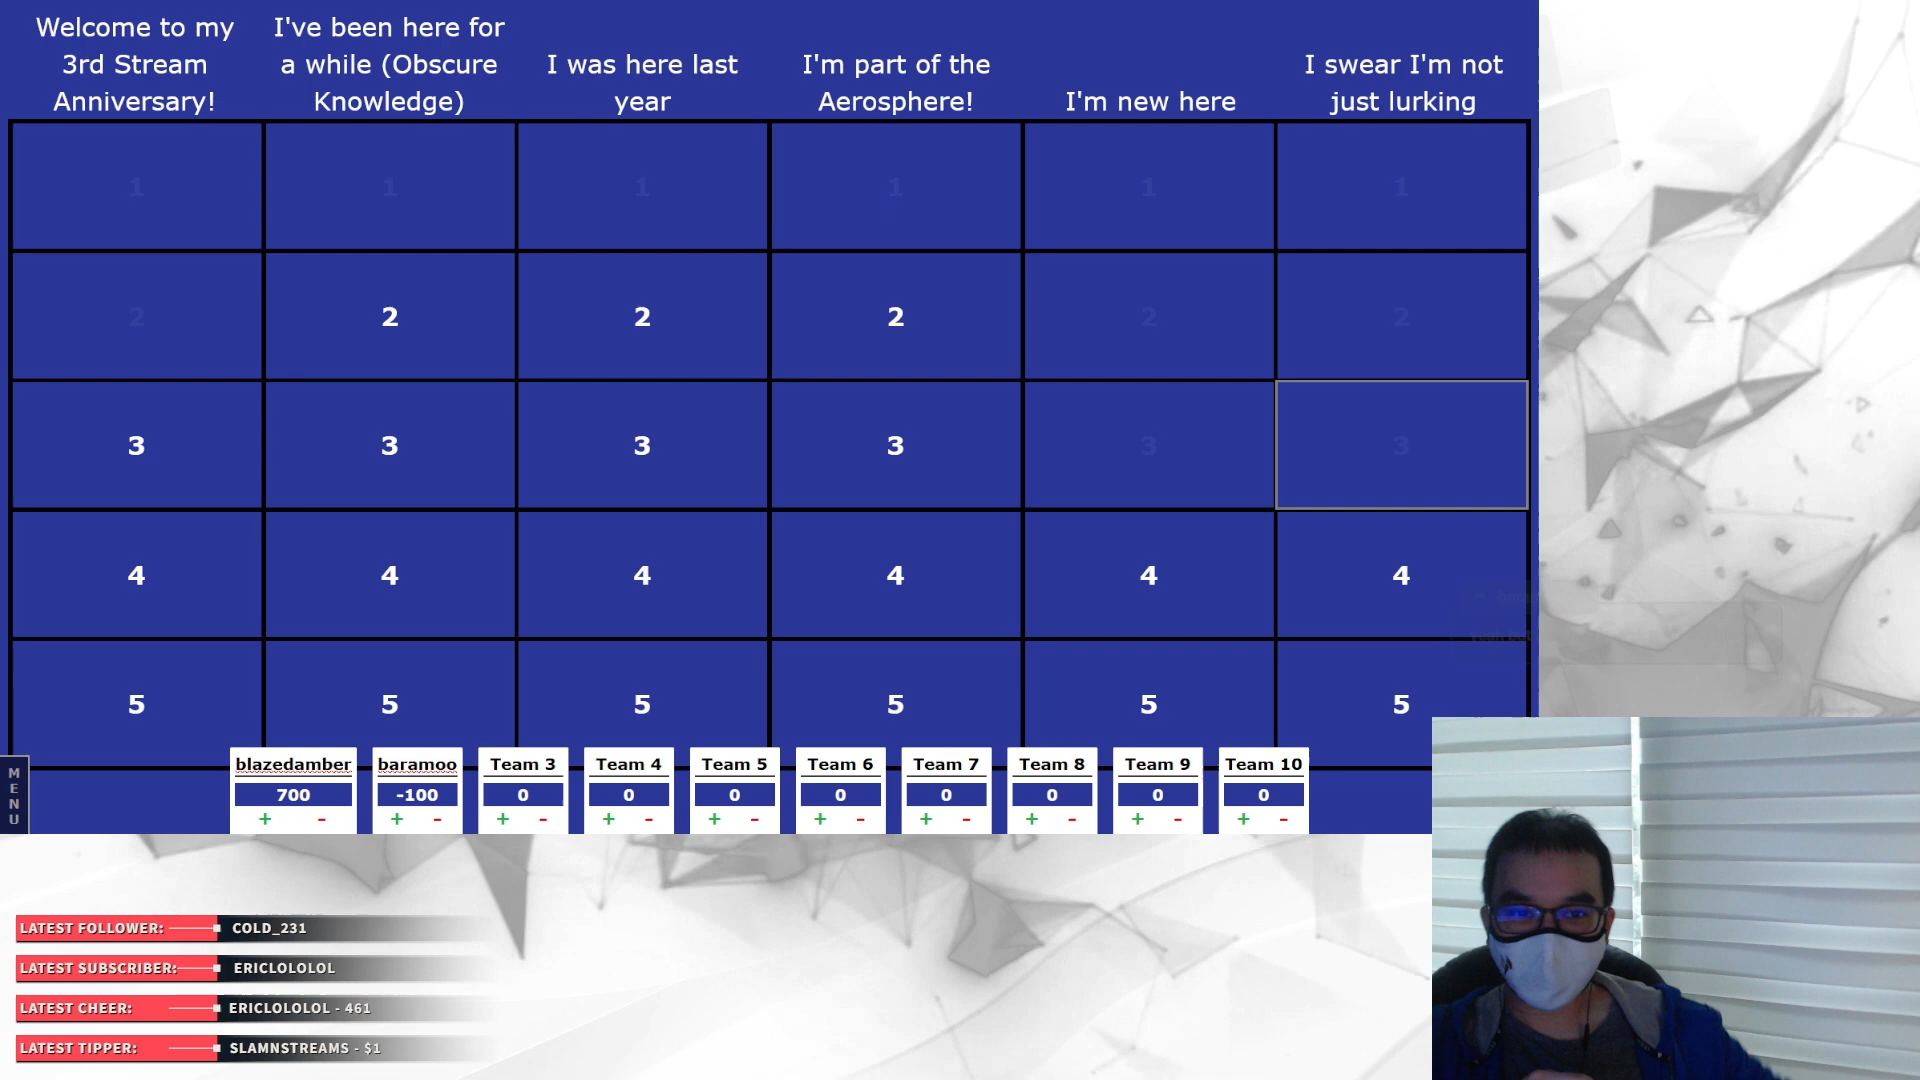 Welcome to my
3rd Stream
Anniversary!
I've been here for
a while (Obscure
Knowledge)
I was here last
year
I'm part of the
Aerosphere!
I'm new here
I swear I'm not
just lurking
1 1 1 1 1 1
2 2 2 2 2 2
3 3 3 3 3 3
4 4 4 4 4 4
5 5 5 5 5 5
MENU
blazedamber baramoo Team 3 Team 4 Team 5 Team 6 Team 7 Team 8 Team 9 Team 10
700 -100 0 0 0 0 0 0 0 0
+ - + - + - + - + - + - + - + - + - + -
LATEST FOLLOWER: COLD_231
LATEST SUBSCRIBER: ERICLOLOLOL
LATEST CHEER: ERICLOLOLOL - 461
LATEST TIPPER: SLAMNSTREAMS - $1